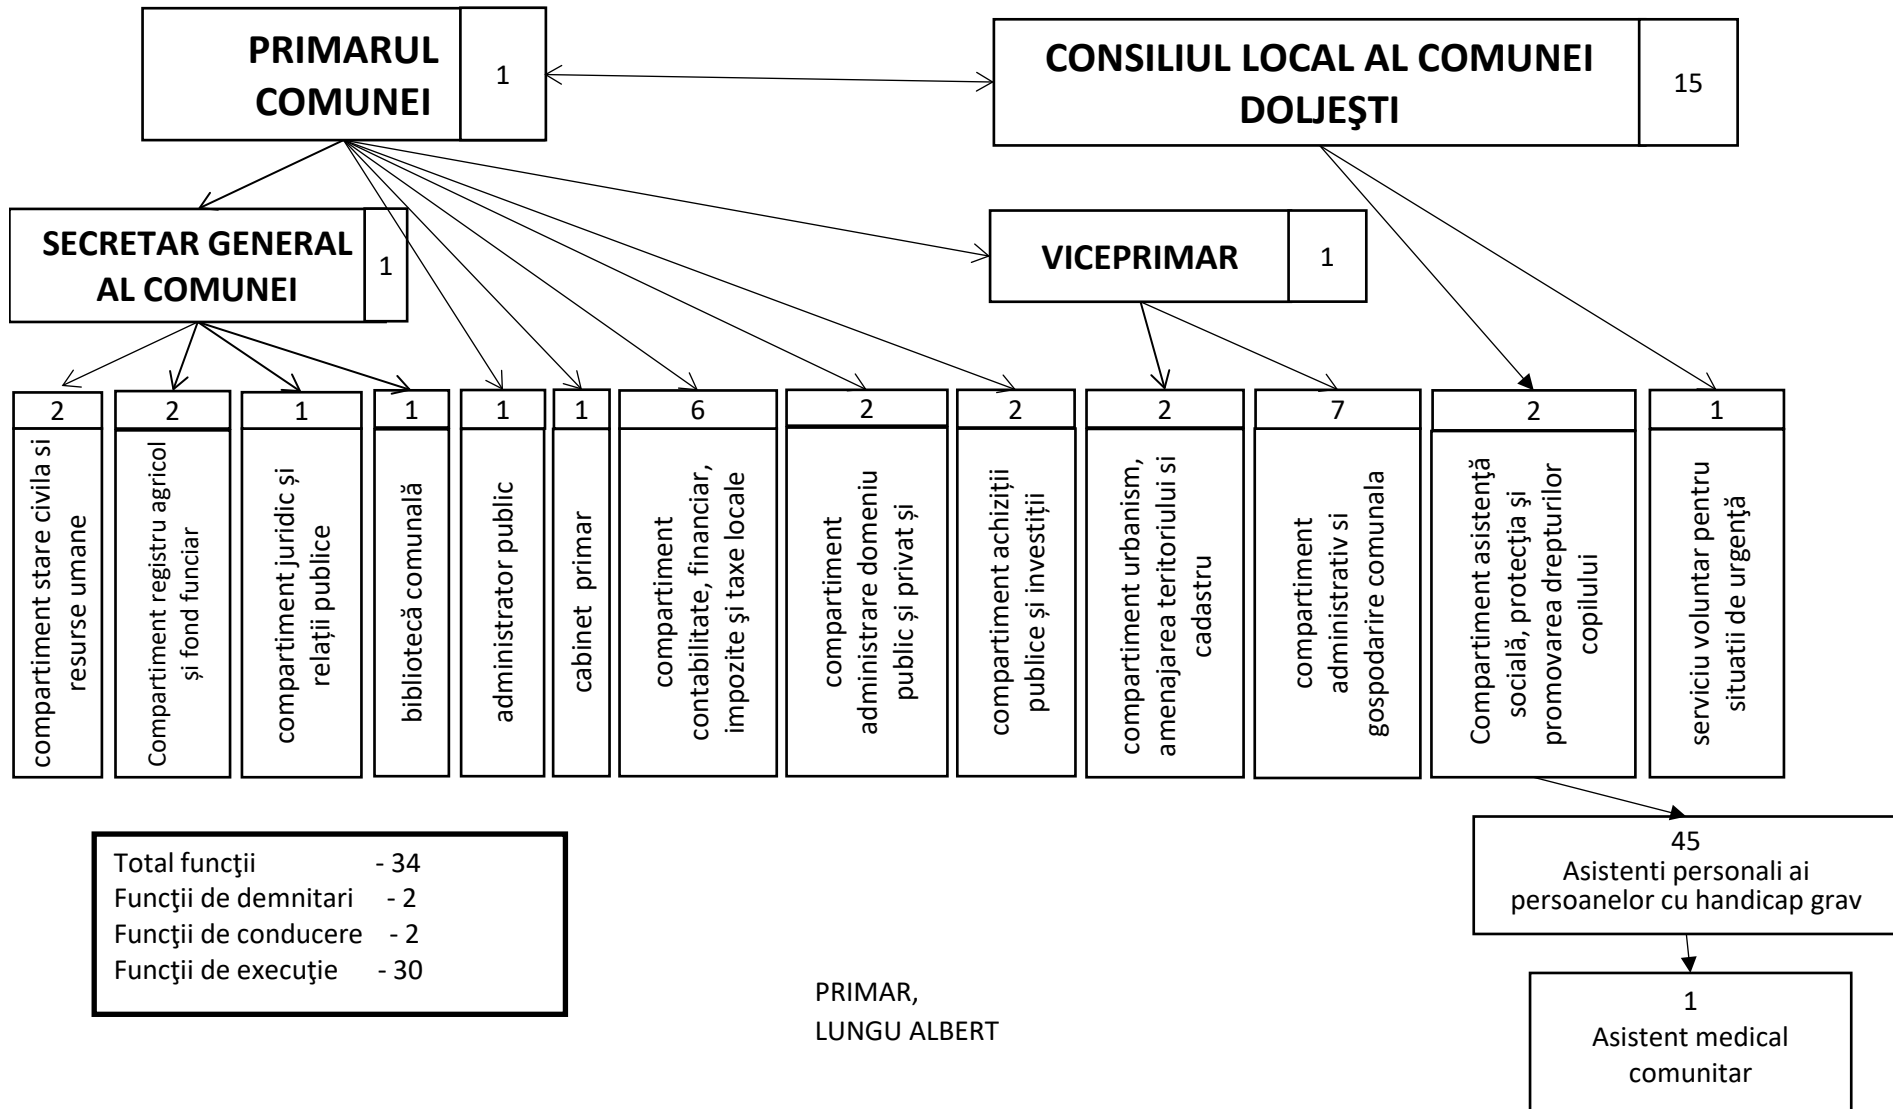 PRIMARUL
COMUNEI
1
CONSILIUL LOCAL AL COMUNEI
DOLJEŞTI
15
SECRETAR GENERAL
AL COMUNEI
1
VICEPRIMAR
1
2
compartiment stare civila si
resurse umane
2
Compartiment registru agricol
și fond funciar
1
compartiment juridic și
relații publice
1
bibliotecă comunală
1
administrator public
1
cabinet primar
6
compartiment
contabilitate, financiar,
impozite şi taxe locale
2
compartiment
administrare domeniu
public și privat și
2
compartiment achiziții
publice și investiții
2
compartiment urbanism,
amenajarea teritoriului si
cadastru
7
compartiment
administrativ si
gospodarire comunala
2
Compartiment asistenţă
socială, protecţia şi
promovarea drepturilor
copilului
1
serviciu voluntar pentru
situatii de urgenţă
45
Asistenti personali ai
persoanelor cu handicap grav
1
Asistent medical
comunitar
Total funcţii - 34
Funcţii de demnitari - 2
Funcţii de conducere - 2
Funcţii de execuţie - 30
PRIMAR,
LUNGU ALBERT